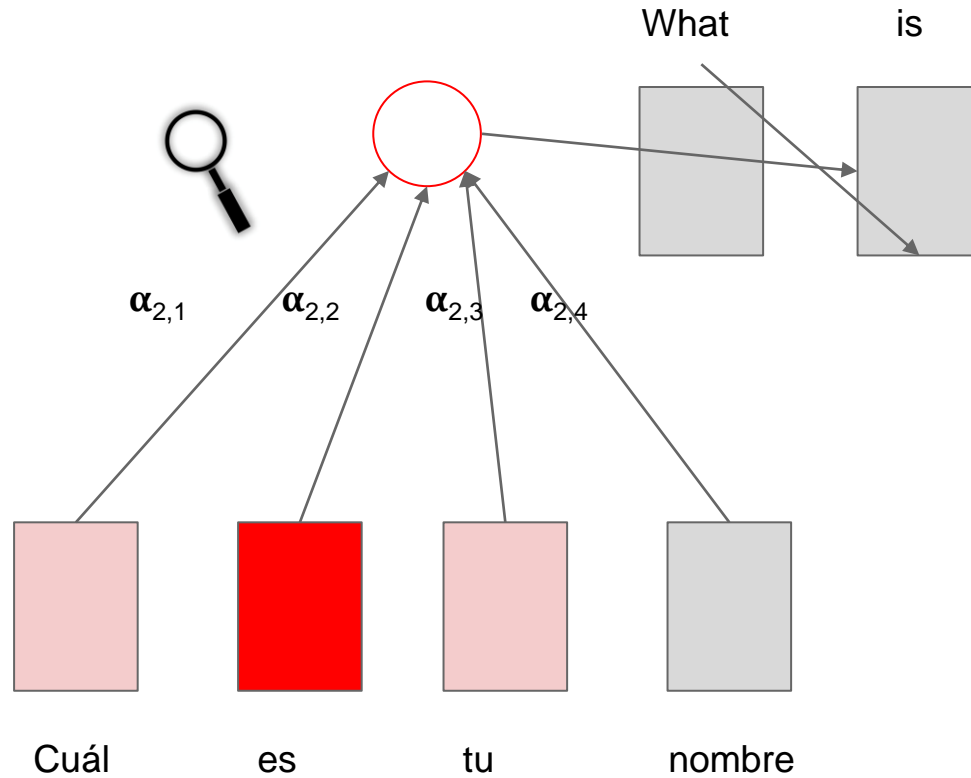 What is
α2,1 α2,2 α2,3 α2,4
Cuál es tu nombre